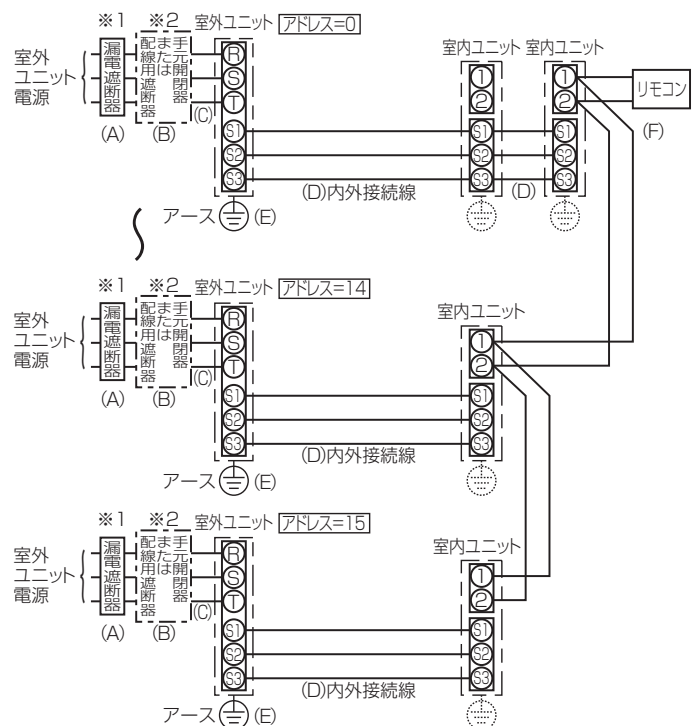 ※1 ※2 室外ユニット アドレス=0
室外
ユニット
電源
漏電遮断器
配線用遮断器
または
手元開閉器
R
S
T
(A) (B) (C)
S1
S2
S3
アース (E)
(D)内外接続線
室内ユニット 室内ユニット
1
2
S1
S2
S3
(D)
1
2
S1
S2
S3
リモコン
(F)
※1 ※2 室外ユニット アドレス=14
室外
ユニット
電源
漏電遮断器
配線用遮断器
または
手元開閉器
R
S
T
(A) (B) (C)
S1
S2
S3
アース (E)
(D)内外接続線
室内ユニット
1
2
S1
S2
S3
※1 ※2 室外ユニット アドレス=15
室外
ユニット
電源
漏電遮断器
配線用遮断器
または
手元開閉器
R
S
T
(A) (B) (C)
S1
S2
S3
アース (E)
(D)内外接続線
室内ユニット
1
2
S1
S2
S3